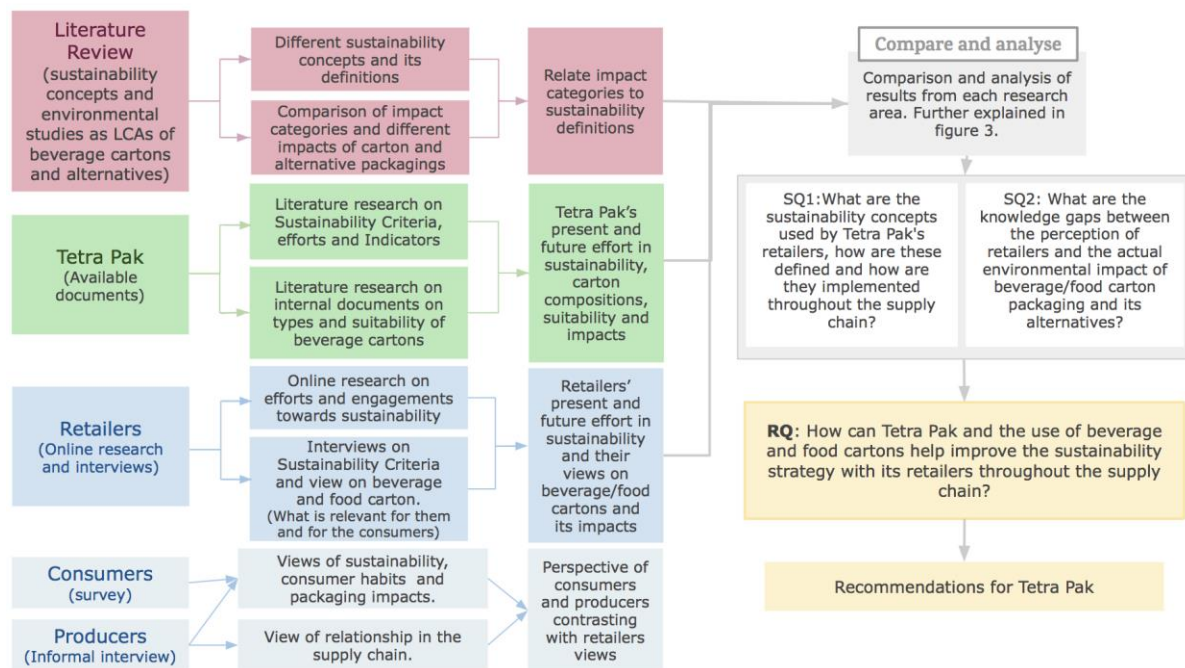 Literature
Review
(sustainability
concepts and
environmental
studies as LCAs of
beverage cartons
and alternatives)
Different sustainability
concepts and its
definitions
Comparison of impact
categories and different
impacts of carton and
alternative packagings
Relate impact
categories to
sustainability
definitions
Tetra Pak
(Available
documents)
Literature research on
Sustainability Criteria,
efforts and Indicators
Literature research on
internal documents on
types and suitability of
beverage cartons
Tetra Pak's
present and
future effort in
sustainability,
carton
compositions,
suitability and
impacts
Retailers
(Online research
and interviews)
Online research on
efforts and engagements
towards sustainability
Interviews on
Sustainability Criteria
and view on beverage
and food carton.
(What is relevant for them
and for the consumers)
Retailers'
present and
future effort in
sustainability
and their
views on
beverage/food
cartons and
its impacts
Consumers
(survey)
Producers
(Informal interview)
Views of sustainability,
consumer habits and
packaging impacts.
View of relationship in the
supply chain.
Perspective of
consumers
and producers
contrasting
with retailers
views
Compare and analyse
Comparison and analysis of
results from each research
area. Further explained in
figure 3.
SQ1:What are the
sustainability concepts
used by Tetra Pak's
retailers, how are these
defined and how are
they implemented
throughout the supply
chain?
SQ2: What are the
knowledge gaps between
the perception of
retailers and the actual
environmental impact of
beverage/food carton
packaging and its
alternatives?
RQ: How can Tetra Pak and the use of beverage
and food cartons help improve the sustainability
strategy with its retailers throughout the supply
chain?
Recommendations for Tetra Pak